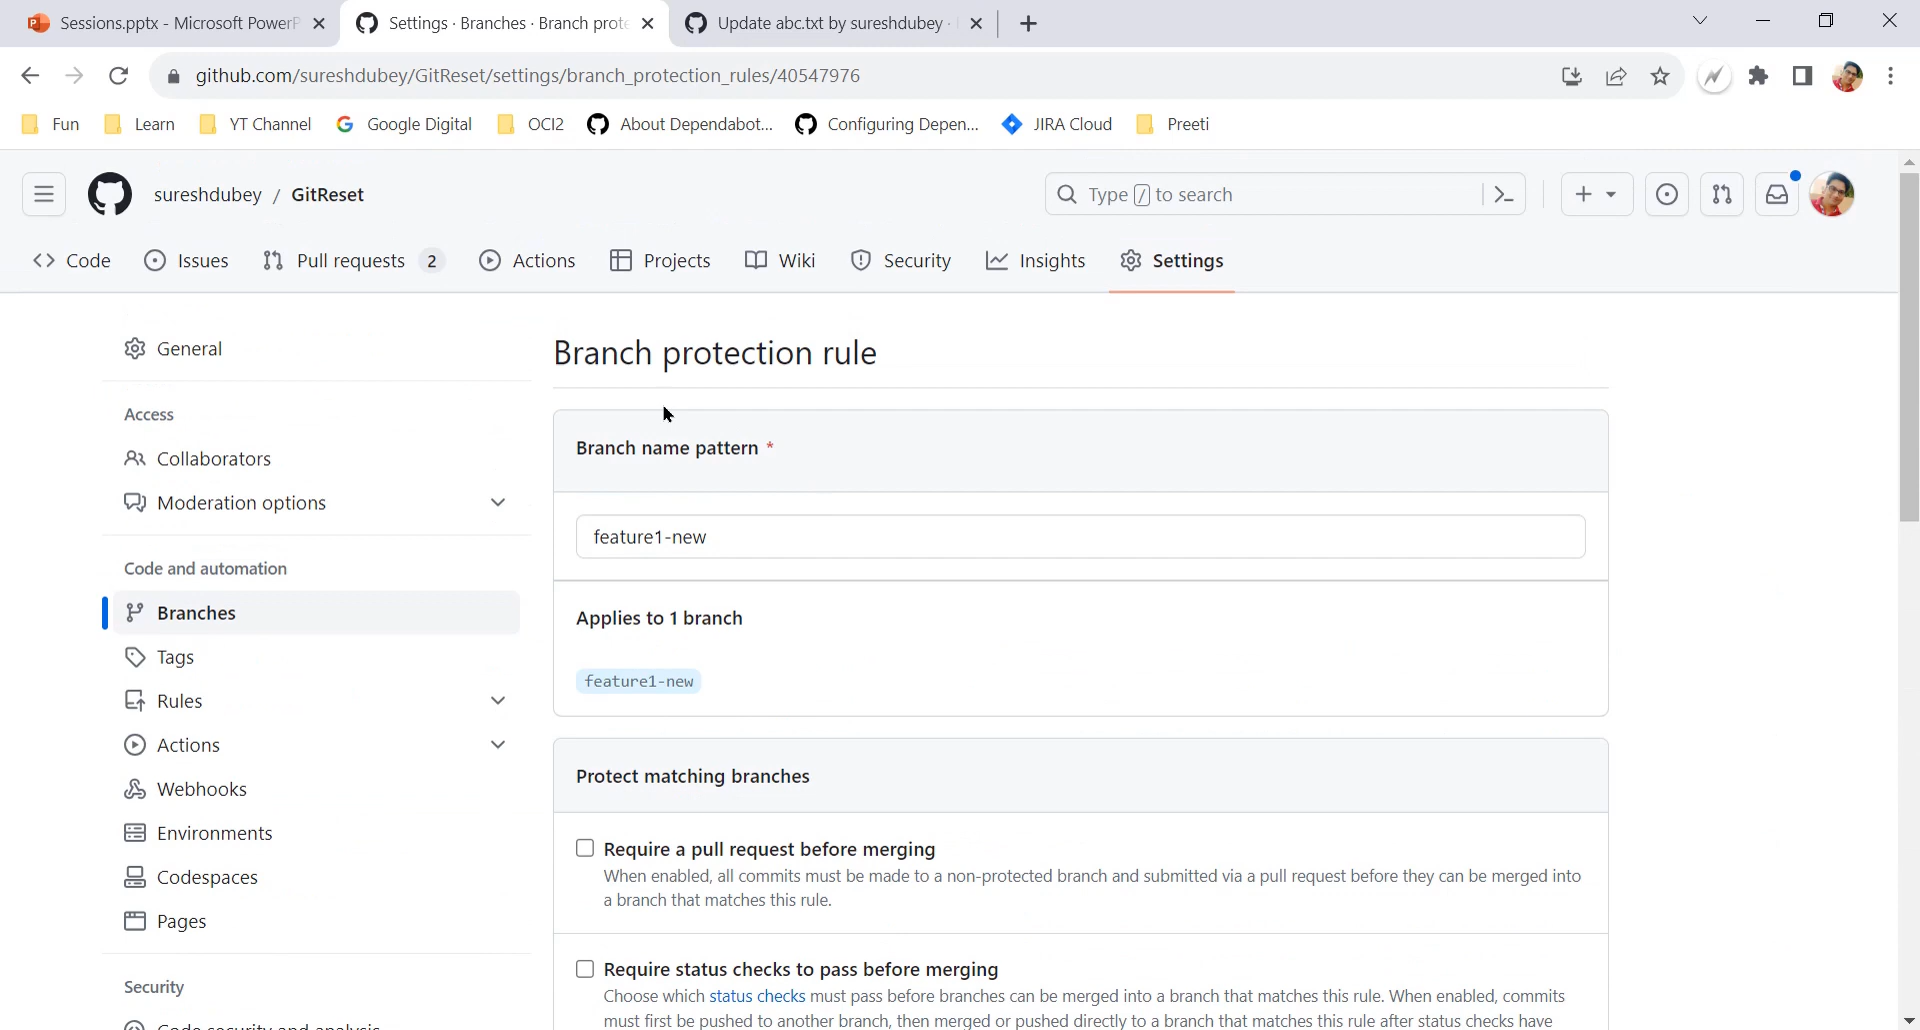 Sessions.pptx - Microsoft PowerP
Settings · Branches · Branch prote
Update abc.txt by sureshdubey ·
github.com/sureshdubey/GitReset/settings/branch_protection_rules/40547976
Fun
Learn
YT Channel
Google Digital
OCI2
About Dependabot...
Configuring Depen...
JIRA Cloud
Preeti
sureshdubey / GitReset
Type / to search
Code
Issues
Pull requests 2
Actions
Projects
Wiki
Security
Insights
Settings
General
Access
Collaborators
Moderation options
Code and automation
Branches
Tags
Rules
Actions
Webhooks
Environments
Codespaces
Pages
Security
Code security and analysis
Branch protection rule
Branch name pattern *
feature1-new
Applies to 1 branch
feature1-new
Protect matching branches
Require a pull request before merging
When enabled, all commits must be made to a non-protected branch and submitted via a pull request before they can be merged into
a branch that matches this rule.
Require status checks to pass before merging
Choose which status checks must pass before branches can be merged into a branch that matches this rule. When enabled, commits
must first be pushed to another branch, then merged or pushed directly to a branch that matches this rule after status checks have